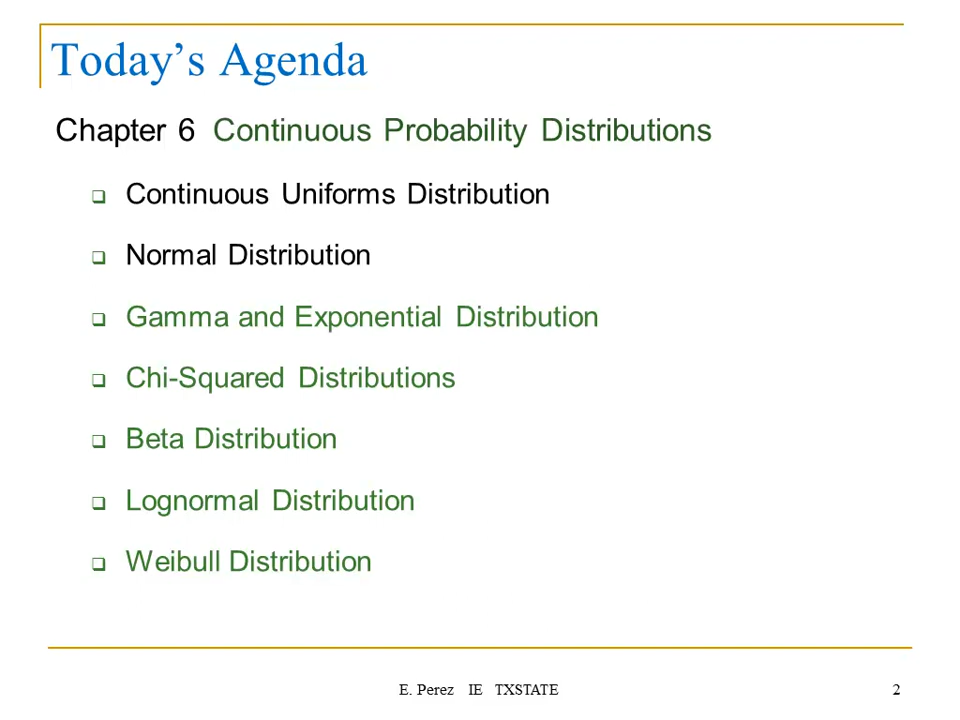 Today’s Agenda
Chapter 6 Continuous Probability Distributions
Continuous Uniforms Distribution
Normal Distribution
Gamma and Exponential Distribution
Chi-Squared Distributions
Beta Distribution
Lognormal Distribution
Weibull Distribution
E. Perez IE TXSTATE 2